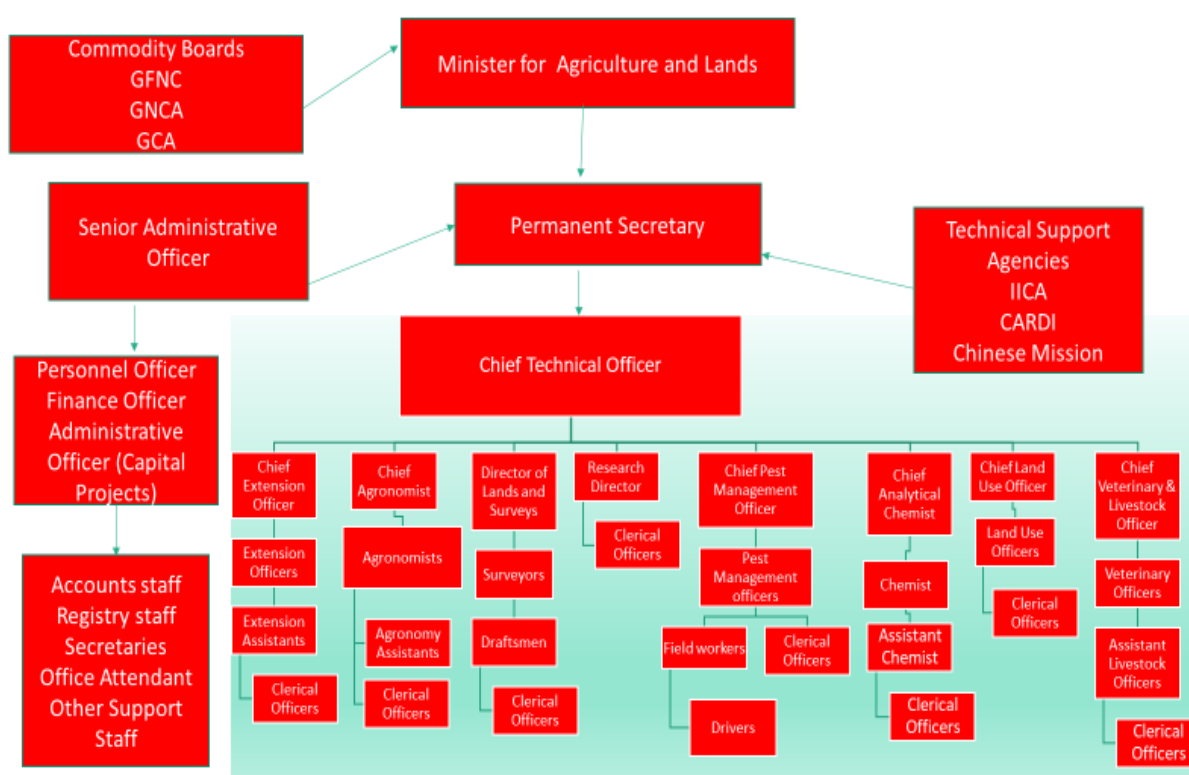 Commodity Boards
GFNC
GNCA
GCA
Minister for Agriculture and Lands
Senior Administrative
Officer
Permanent Secretary
Technical Support
Agencies
IICA
CARDI
Chinese Mission
Personnel Officer
Finance Officer
Administrative
Officer (Capital
Projects)
Chief Technical Officer
Accounts staff
Registry staff
Secretaries
Office Attendant
Other Support
Staff
Chief
Extension
Officer
Extension
Officers
Extension
Assistants
Clerical
Officers
Chief
Agronomist
Agronomists
Agronomy
Assistants
Clerical
Officers
Director of
Lands and
Surveys
Surveyors
Draftsmen
Clerical
Officers
Research
Director
Clerical
Officers
Chief Pest
Management
Officer
Pest
Management
officers
Field workers
Drivers
Clerical
Officers
Chief
Analytical
Chemist
Chemist
Assistant
Chemist
Clerical
Officers
Chief Land
Use Officer
Land Use
Officers
Clerical
Officers
Chief
Veterinary &
Livestock
Officer
Veterinary
Officers
Assistant
Livestock
Officers
Clerical
Officers